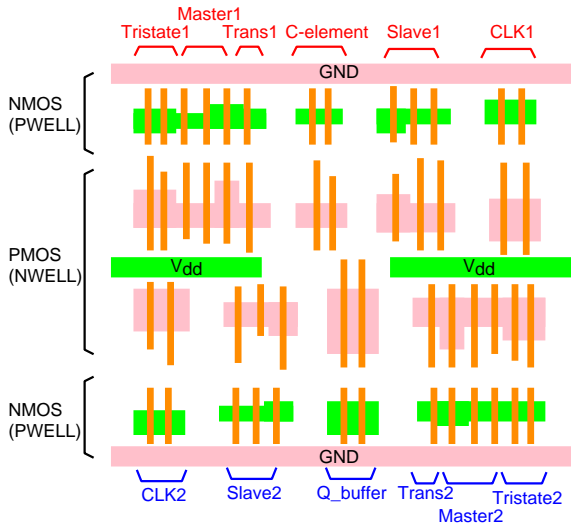 Master1
Tristate1 Trans1 C-element Slave1 CLK1
GND
NMOS
(PWELL)
PMOS
(NWELL)
Vdd Vdd
NMOS
(PWELL)
GND
CLK2 Slave2 Q_buffer Trans2 Tristate2
Master2